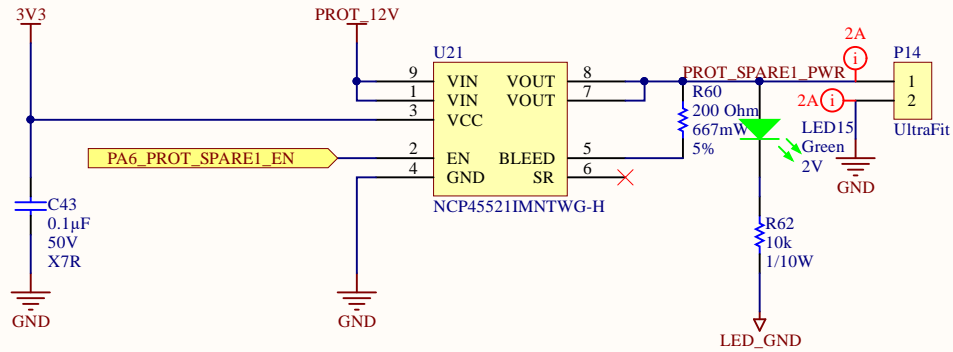 3V3
PROT_12V
2A
U21
P14
9 VIN VOUT 8
PROT_SPARE1_PWR
1 VIN VOUT 7
1
2
3 VCC
R60
200 Ohm
667mW
5%
2A
UltraFit
LED15
Green
2V
PA6_PROT_SPARE1_EN
2 EN BLEED 5
4 GND SR 6
GND
NCP45521IMNTWG-H
C43
0.1µF
50V
X7R
R62
10k
1/10W
GND
GND
LED_GND